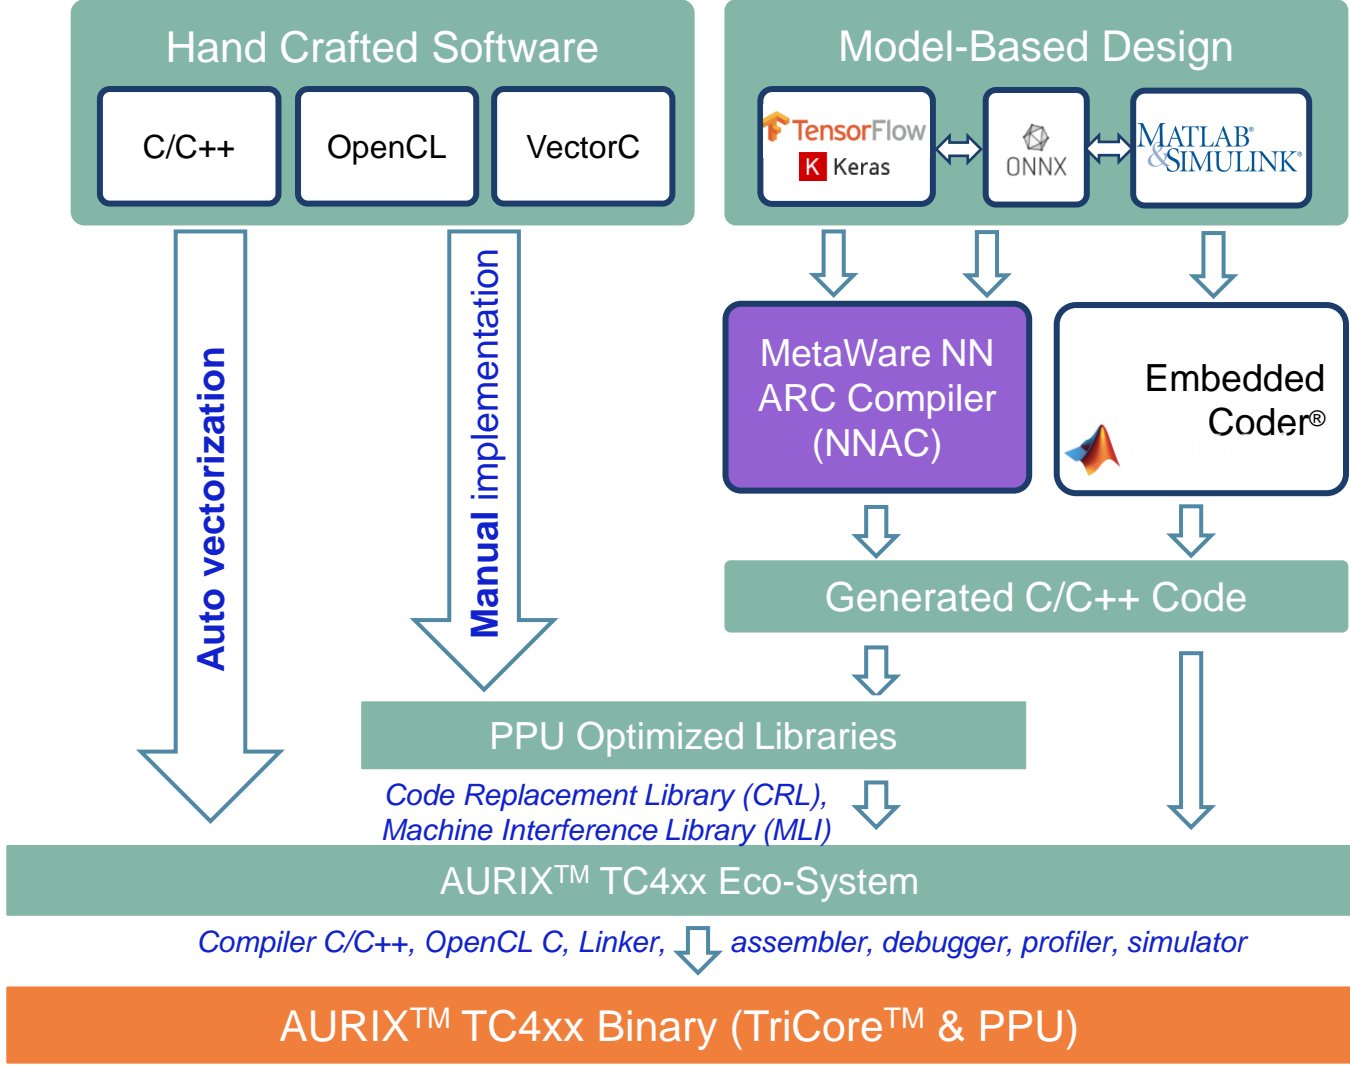 Hand Crafted Software
C/C++
OpenCL
VectorC
Model-Based Design
TensorFlow
K Keras
ONNX
MATLAB®
&SIMULINK®
Auto vectorization
Manual implementation
MetaWare NN
ARC Compiler
(NNAC)
Embedded
Coder®
Generated C/C++ Code
PPU Optimized Libraries
Code Replacement Library (CRL),
Machine Interference Library (MLI)
AURIX™ TC4xx Eco-System
Compiler C/C++, OpenCL C, Linker, assembler, debugger, profiler, simulator
AURIX™ TC4xx Binary (TriCore™ & PPU)